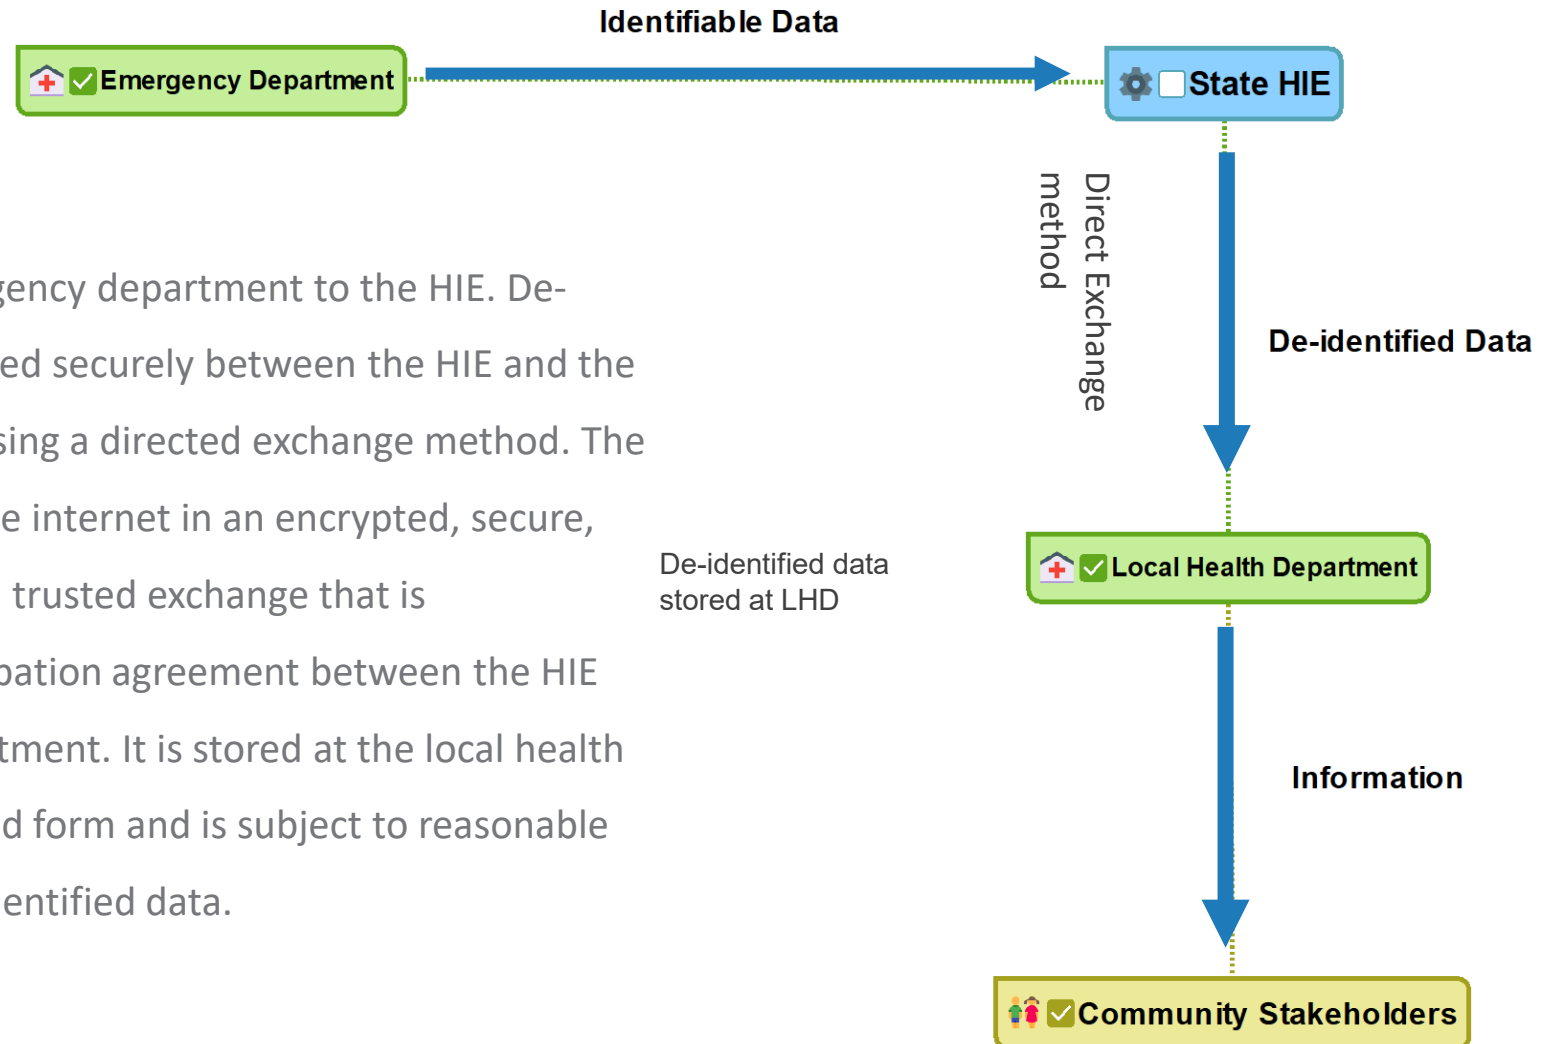 Identifiable Data
Emergency Department
State HIE
Direct Exchange
method
gency department to the HIE. De-
ed securely between the HIE and the
sing a directed exchange method. The
e internet in an encrypted, secure,
trusted exchange that is
pation agreement between the HIE
tment. It is stored at the local health
d form and is subject to reasonable
entified data.
De-identified Data
De-identified data
stored at LHD
Local Health Department
Information
Community Stakeholders